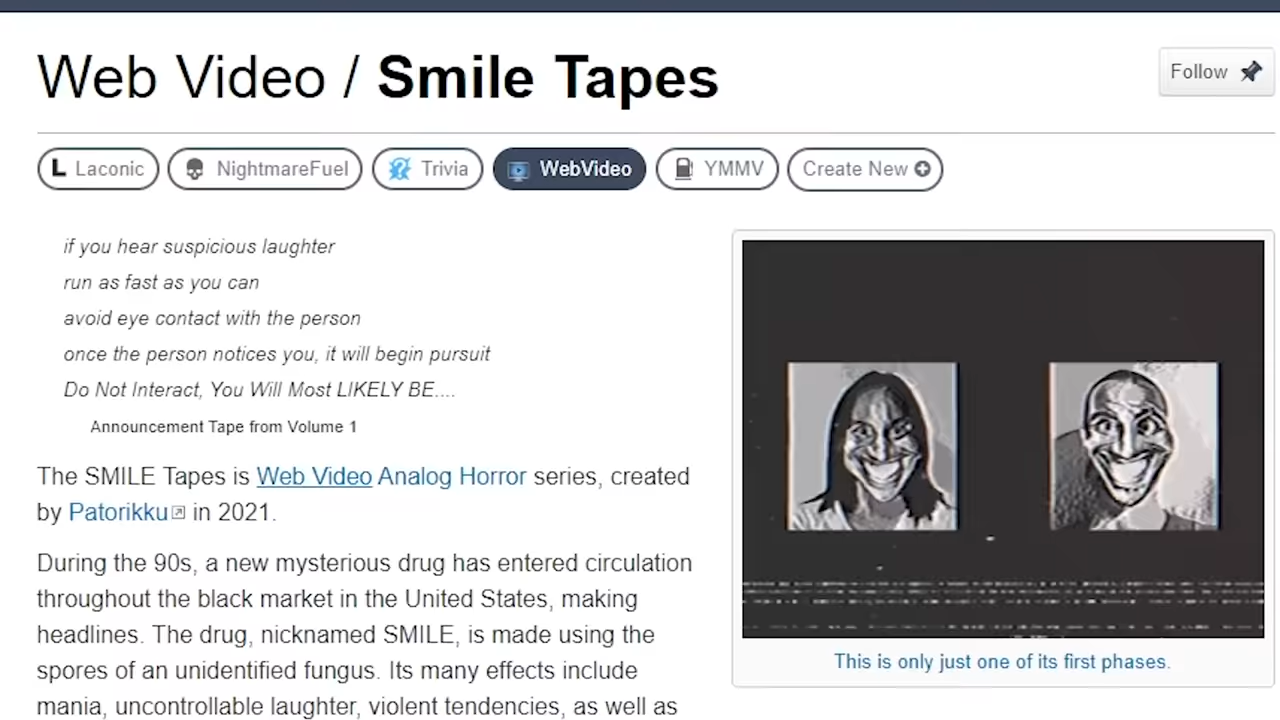 Web Video / Smile Tapes
Follow
Laconic
NightmareFuel
Trivia
WebVideo
YMMV
Create New
if you hear suspicious laughter
run as fast as you can
avoid eye contact with the person
once the person notices you, it will begin pursuit
Do Not Interact, You Will Most LIKELY BE....
Announcement Tape from Volume 1
The SMILE Tapes is Web Video Analog Horror series, created
by Patorikku in 2021.
During the 90s, a new mysterious drug has entered circulation
throughout the black market in the United States, making
headlines. The drug, nicknamed SMILE, is made using the
spores of an unidentified fungus. Its many effects include
mania, uncontrollable laughter, violent tendencies, as well as
This is only just one of its first phases.